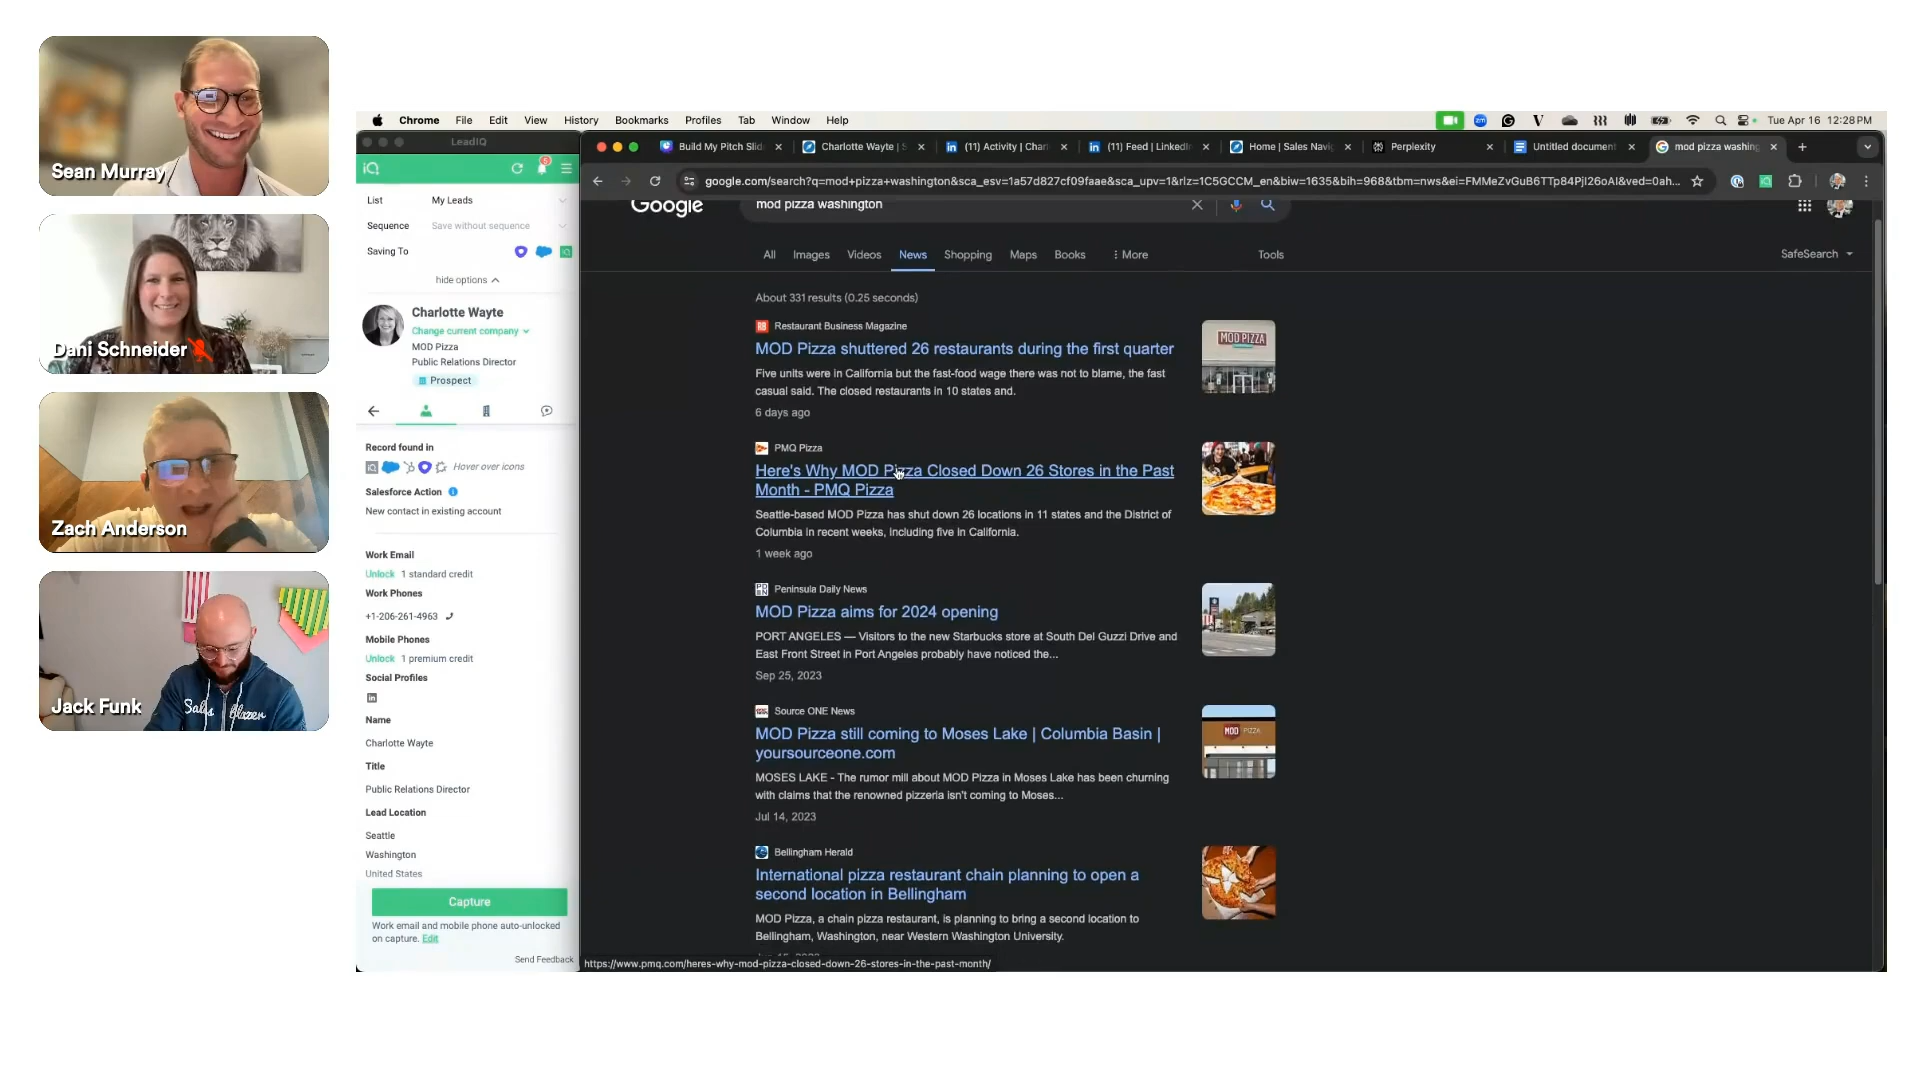 Sean Murray
Dani Schneider
Zach Anderson
Jack Funk
Sales Blazer
Chrome File Edit View History Bookmarks Profiles Tab Window Help
Tue Apr 16 12:28 PM
LeadIQ
List My Leads
Sequence Save without sequence
Saving To
hide options
Charlotte Wayte
Change current company
MOD Pizza
Public Relations Director
Prospect
Record found in
Hover over icons
Salesforce Action
New contact in existing account
Work Email
Unlock 1 standard credit
Work Phones
+1-206-261-4963
Mobile Phones
Unlock 1 premium credit
Social Profiles
Name
Charlotte Wayte
Title
Public Relations Director
Lead Location
Seattle
Washington
United States
Capture
Work email and mobile phone auto-unlocked
on capture. Edit
Send Feedback
Build My Pitch Slid
Charlotte Wayte | S
(11) Activity | Char
(11) Feed | LinkedIn
Home | Sales Navig
Perplexity
Untitled document
mod pizza washing
google.com/search?q=mod+pizza+washington&sca_esv=1a57d827cf09faae&sca_upv=1&rlz=1C5GCCM_en&biw=1635&bih=968&tbm=nws&ei=FMMeZvGuB6TTp84PjI26oAI&ved=0ah...
Google
mod pizza washington
All Images Videos News Shopping Maps Books More Tools SafeSearch
About 331 results (0.25 seconds)
Restaurant Business Magazine
MOD Pizza shuttered 26 restaurants during the first quarter
Five units were in California but the fast-food wage there was not to blame, the fast
casual said. The closed restaurants in 10 states and.
6 days ago
MOD PIZZA
PMQ Pizza
Here's Why MOD Pizza Closed Down 26 Stores in the Past
Month - PMQ Pizza
Seattle-based MOD Pizza has shut down 26 locations in 11 states and the District of
Columbia in recent weeks, including five in California.
1 week ago
Peninsula Daily News
MOD Pizza aims for 2024 opening
PORT ANGELES — Visitors to the new Starbucks store at South Del Guzzi Drive and
East Front Street in Port Angeles probably have noticed the...
Sep 25, 2023
Source ONE News
MOD Pizza still coming to Moses Lake | Columbia Basin |
yoursourceone.com
MOSES LAKE - The rumor mill about MOD Pizza in Moses Lake has been churning
with claims that the renowned pizzeria isn't coming to Moses...
Jul 14, 2023
MOD PIZZA
Bellingham Herald
International pizza restaurant chain planning to open a
second location in Bellingham
MOD Pizza, a chain pizza restaurant, is planning to bring a second location to
Bellingham, Washington, near Western Washington University.
https://www.pmq.com/heres-why-mod-pizza-closed-down-26-stores-in-the-past-month/